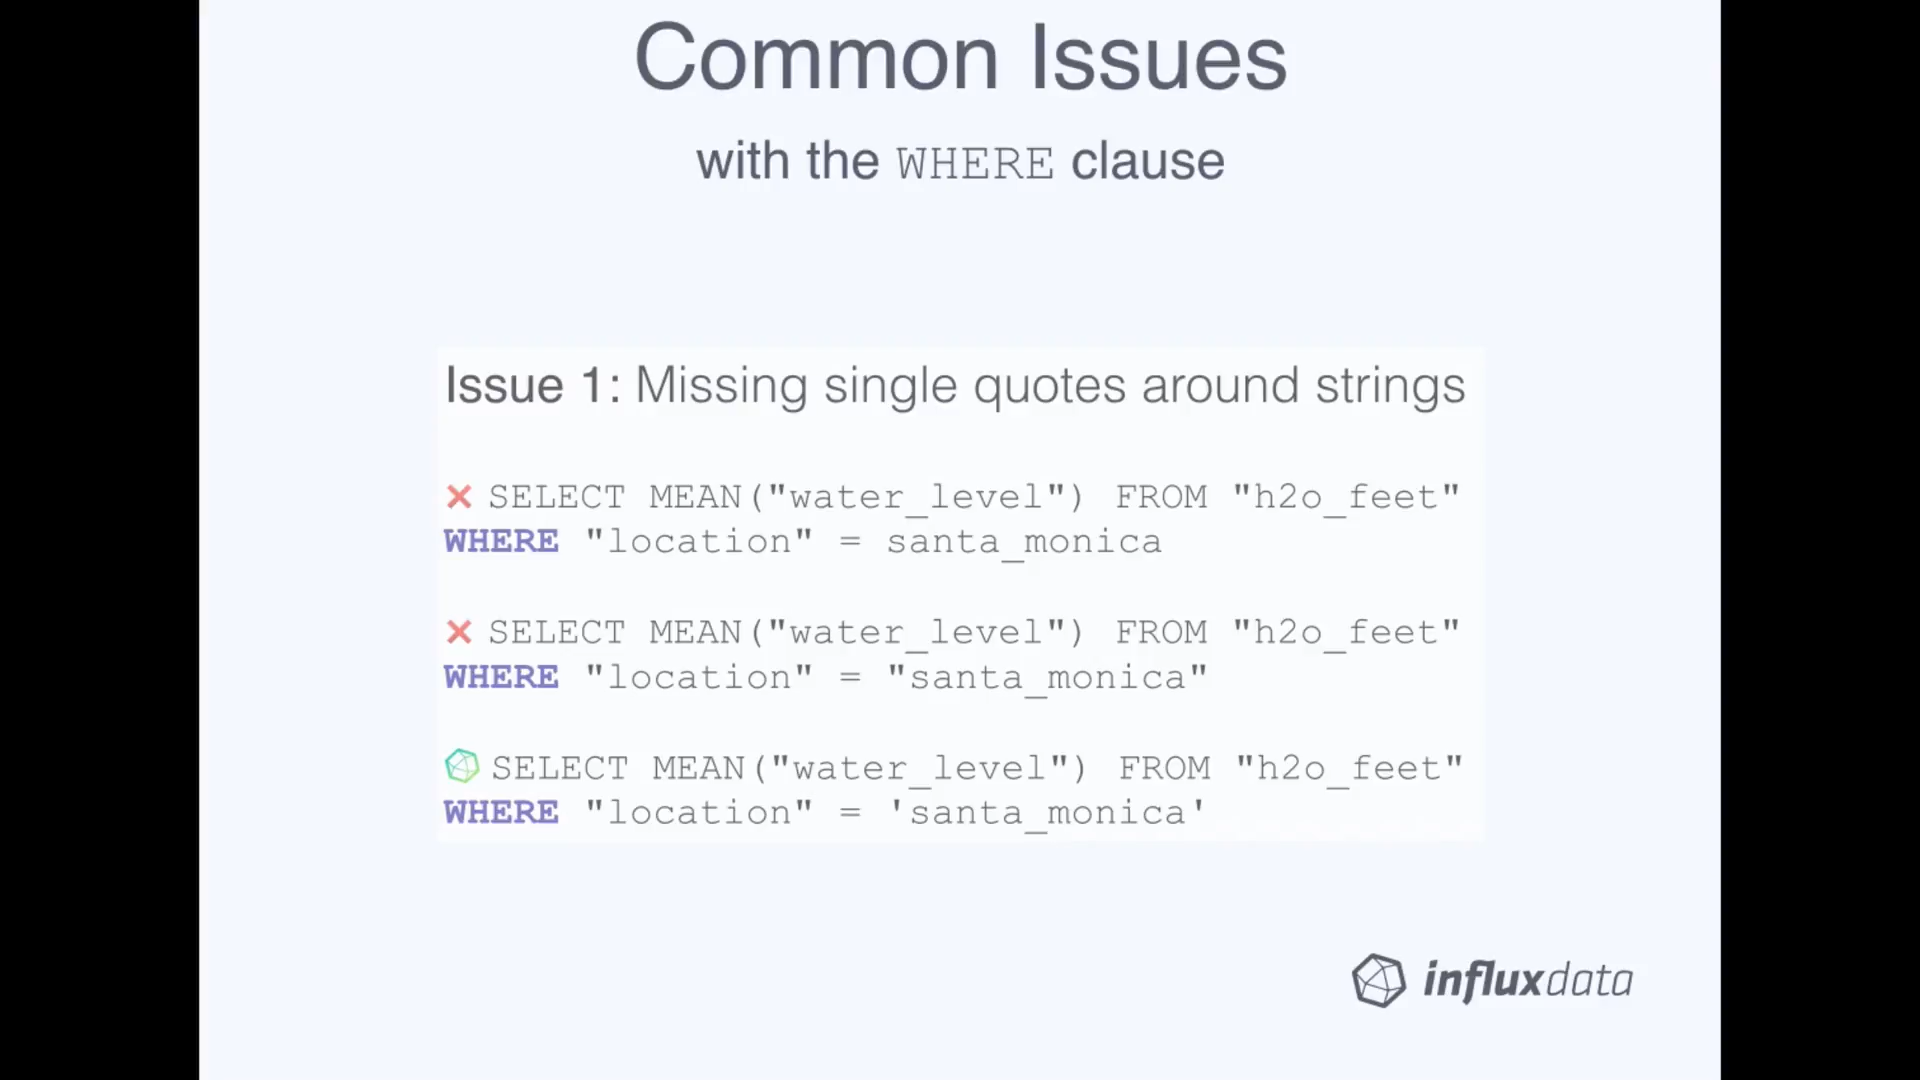 Common Issues
with the WHERE clause
Issue 1: Missing single quotes around strings
❌ SELECT MEAN("water_level") FROM "h2o_feet"
WHERE "location" = santa_monica
❌ SELECT MEAN("water_level") FROM "h2o_feet"
WHERE "location" = "santa_monica"
SELECT MEAN("water_level") FROM "h2o_feet"
WHERE "location" = 'santa_monica'
influxdata